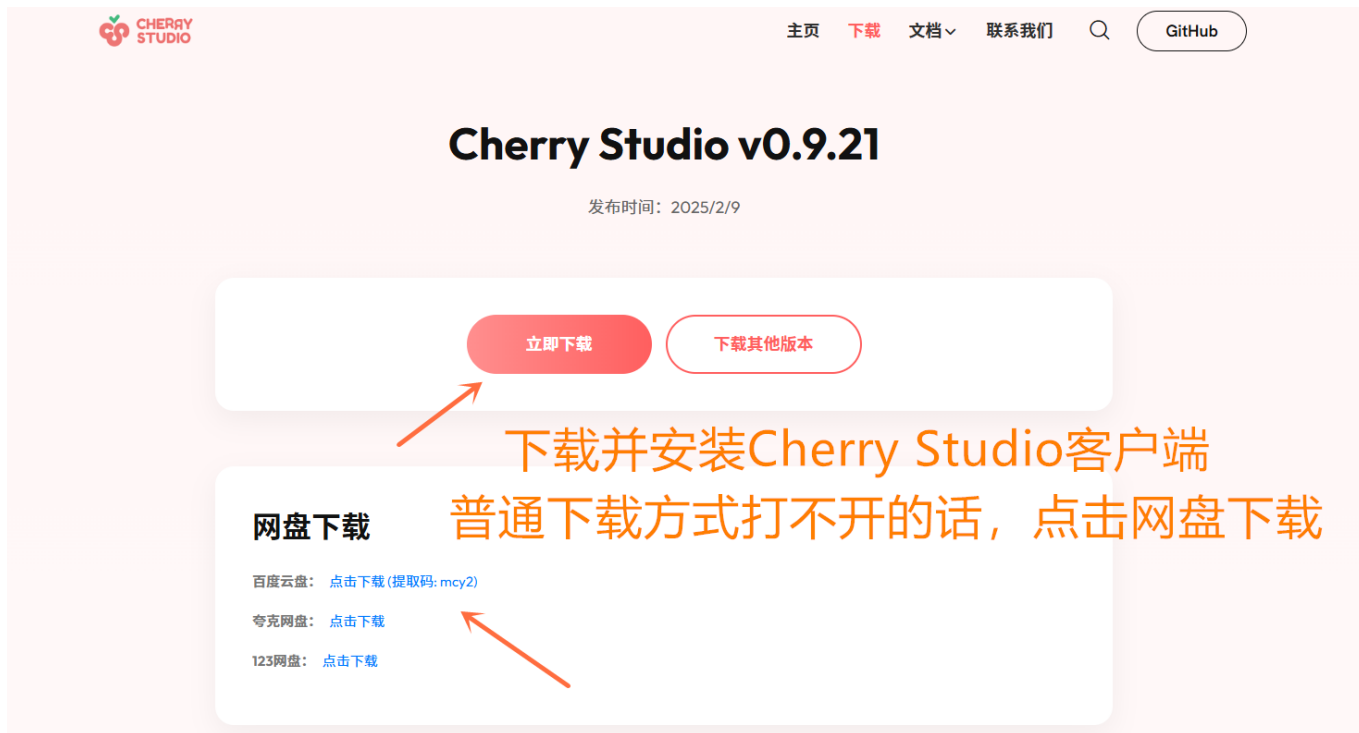 CHERRY
STUDIO
主页 下载 文档 联系我们 GitHub
Cherry Studio v0.9.21
发布时间：2025/2/9
立即下载 下载其他版本
下载并安装Cherry Studio客户端
普通下载方式打不开的话，点击网盘下载
网盘下载
百度云盘： 点击下载 (提取码: mcy2)
夸克网盘： 点击下载
123网盘： 点击下载